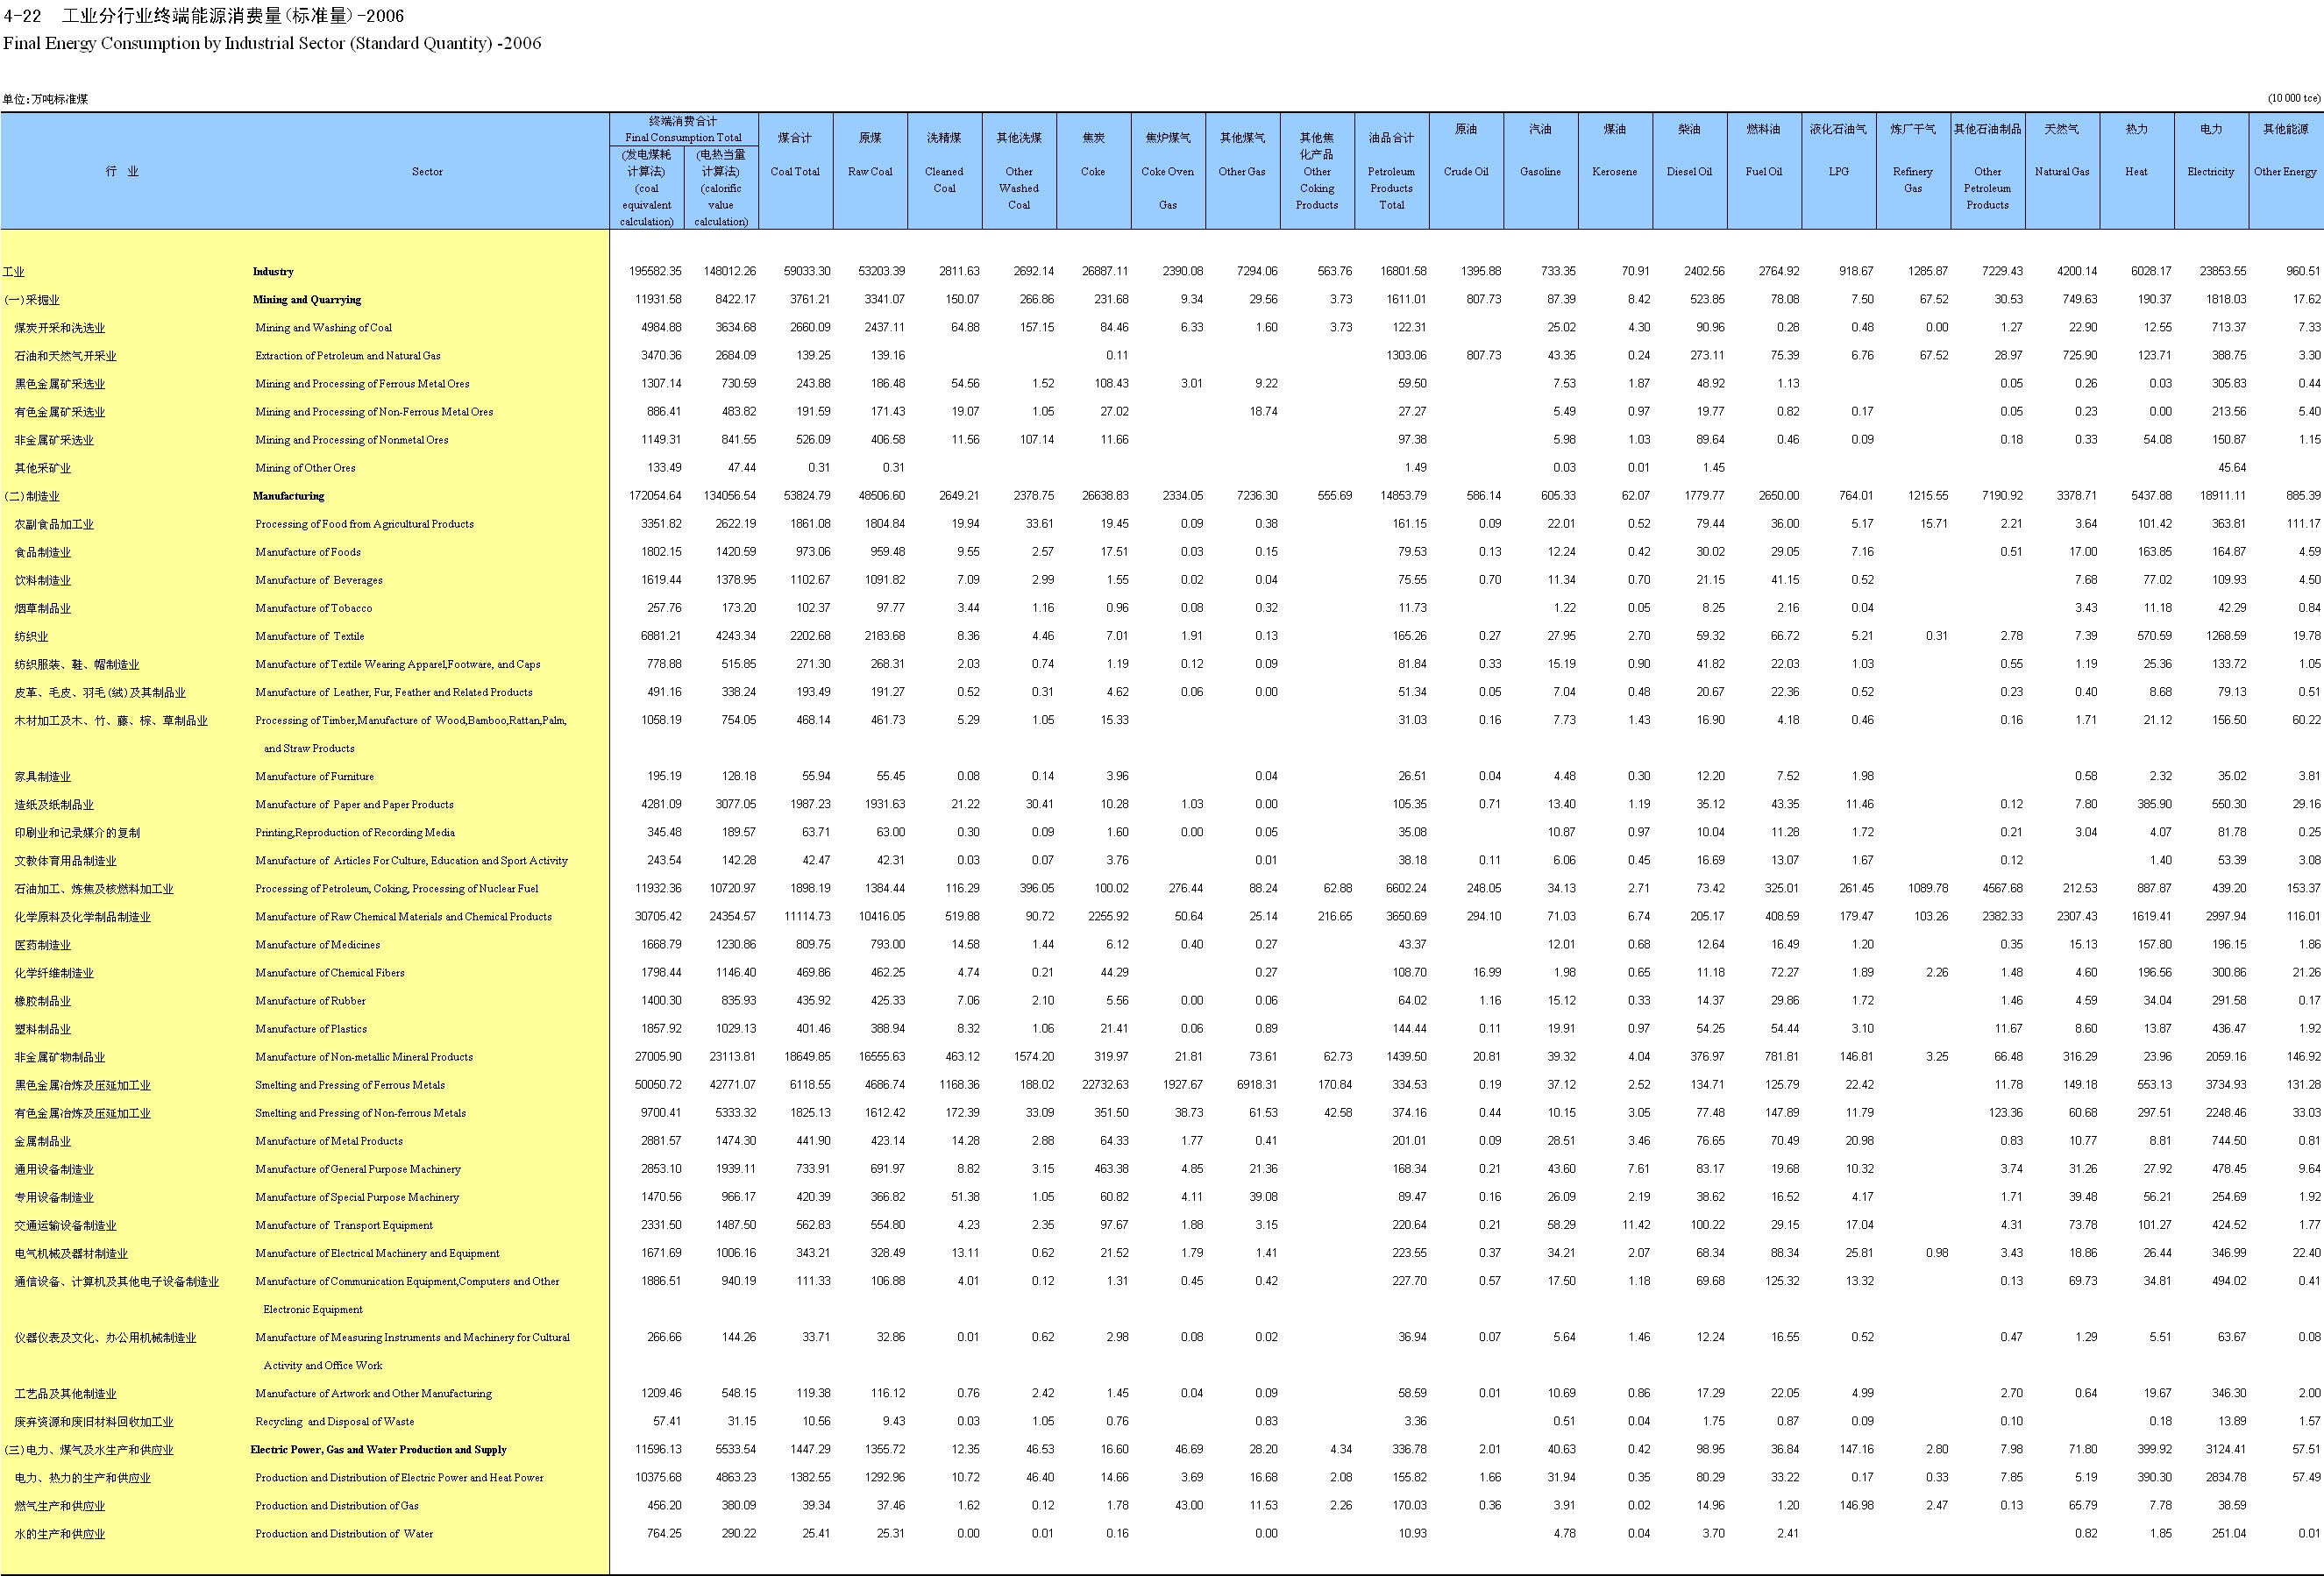 4-22 工业分行业终端能源消费量(标准量)-2006
Final Energy Consumption by Industrial Sector (Standard Quantity) -2006
单位:万吨标准煤 (10 000 tce)
终端消费合计
Final Consumption Total
行 业 Sector (发电煤耗计算法) (coal equivalent calculation) (电热当量计算法) (calorific value calculation) 煤合计 Coal Total 原煤 Raw Coal 洗精煤 Cleaned Coal 其他洗煤 Other Washed Coal 焦炭 Coke 焦炉煤气 Coke Oven Gas 其他煤气 Other Gas 其他焦化产品 Other Coking Products 油品合计 Petroleum Products Total 原油 Crude Oil 汽油 Gasoline 煤油 Kerosene 柴油 Diesel Oil 燃料油 Fuel Oil 液化石油气 LPG 炼厂干气 Refinery Gas 其他石油制品 Other Petroleum Products 天然气 Natural Gas 热力 Heat 电力 Electricity 其他能源 Other Energy
工业 Industry 195582.35 148012.26 59033.30 53203.39 2811.63 2692.14 26887.11 2390.08 7294.06 563.76 16801.58 1395.88 733.35 70.91 2402.56 2764.92 918.67 1285.87 7229.43 4200.14 6028.17 23853.55 960.51
(一)采掘业 Mining and Quarrying 11931.58 8422.17 3761.21 3341.07 150.07 266.86 231.68 9.34 29.56 3.73 1611.01 807.73 87.39 8.42 523.85 78.08 7.50 67.52 30.53 749.63 190.37 1818.03 17.62
煤炭开采和洗选业 Mining and Washing of Coal 4984.88 3634.68 2660.09 2437.11 64.88 157.15 84.46 6.33 1.60 3.73 122.31 25.02 4.30 90.96 0.28 0.48 0.00 1.27 22.90 12.55 713.37 7.33
石油和天然气开采业 Extraction of Petroleum and Natural Gas 3470.36 2684.09 139.25 139.16 0.11 1303.06 807.73 43.35 0.24 273.11 75.39 6.76 67.52 28.97 725.90 123.71 388.75 3.30
黑色金属矿采选业 Mining and Processing of Ferrous Metal Ores 1307.14 730.59 243.88 186.48 54.56 1.52 108.43 3.01 9.22 59.50 7.53 1.87 48.92 1.13 0.05 0.26 0.03 305.83 0.44
有色金属矿采选业 Mining and Processing of Non-Ferrous Metal Ores 886.41 483.82 191.59 171.43 19.07 1.05 27.02 18.74 27.27 5.49 0.97 19.77 0.82 0.17 0.05 0.23 0.00 213.56 5.40
非金属矿采选业 Mining and Processing of Nonmetal Ores 1149.31 841.55 526.09 406.58 11.56 107.14 11.66 97.38 5.98 1.03 89.64 0.46 0.09 0.18 0.33 54.08 150.87 1.15
其他采矿业 Mining of Other Ores 133.49 47.44 0.31 0.31 1.49 0.03 0.01 1.45 45.64
(二)制造业 Manufacturing 172054.64 134056.54 53824.79 48506.60 2649.21 2378.75 26638.83 2334.05 7236.30 555.69 14853.79 586.14 605.33 62.07 1779.77 2650.00 764.01 1215.55 7190.92 3378.71 5437.88 18911.11 885.39
农副食品加工业 Processing of Food from Agricultural Products 3351.82 2622.19 1861.08 1804.84 19.94 33.61 19.45 0.09 0.38 161.15 0.09 22.01 0.52 79.44 36.00 5.17 15.71 2.21 3.64 101.42 363.81 111.17
食品制造业 Manufacture of Foods 1802.15 1420.59 973.06 959.48 9.55 2.57 17.51 0.03 0.15 79.53 0.13 12.24 0.42 30.02 29.05 7.16 0.51 17.00 163.85 164.87 4.59
饮料制造业 Manufacture of Beverages 1619.44 1378.95 1102.67 1091.82 7.09 2.99 1.55 0.02 0.04 75.55 0.70 11.34 0.70 21.15 41.15 0.52 7.68 77.02 109.93 4.50
烟草制品业 Manufacture of Tobacco 257.76 173.20 102.37 97.77 3.44 1.16 0.96 0.08 0.32 11.73 1.22 0.05 8.25 2.16 0.04 3.43 11.18 42.29 0.84
纺织业 Manufacture of Textile 6881.21 4243.34 2202.68 2183.68 8.36 4.46 7.01 1.91 0.13 165.26 0.27 27.95 2.70 59.32 66.72 5.21 0.31 2.78 7.39 570.59 1268.59 19.78
纺织服装、鞋、帽制造业 Manufacture of Textile Wearing Apparel,Footware, and Caps 778.88 515.85 271.30 268.31 2.03 0.74 1.19 0.12 0.09 81.84 0.33 15.19 0.90 41.82 22.03 1.03 0.55 1.19 25.36 133.72 1.05
皮革、毛皮、羽毛(绒)及其制品业 Manufacture of Leather, Fur, Feather and Related Products 491.16 338.24 193.49 191.27 0.52 0.31 4.62 0.06 0.00 51.34 0.05 7.04 0.48 20.67 22.36 0.52 0.23 0.40 8.68 79.13 0.51
木材加工及木、竹、藤、棕、草制品业 Processing of Timber,Manufacture of Wood,Bamboo,Rattan,Palm, 1058.19 754.05 468.14 461.73 5.29 1.05 15.33 31.03 0.16 7.73 1.43 16.90 4.18 0.46 0.16 1.71 21.12 156.50 60.22
and Straw Products
家具制造业 Manufacture of Furniture 195.19 128.18 55.94 55.45 0.08 0.14 3.96 0.04 26.51 0.04 4.48 0.30 12.20 7.52 1.98 0.58 2.32 35.02 3.81
造纸及纸制品业 Manufacture of Paper and Paper Products 4281.09 3077.05 1987.23 1931.63 21.22 30.41 10.28 1.03 0.00 105.35 0.71 13.40 1.19 35.12 43.35 11.46 0.12 7.80 385.90 550.30 29.16
印刷业和记录媒介的复制 Printing,Reproduction of Recording Media 345.48 189.57 63.71 63.00 0.30 0.09 1.60 0.00 0.05 35.08 10.87 0.97 10.04 11.28 1.72 0.21 3.04 4.07 81.78 0.25
文教体育用品制造业 Manufacture of Articles For Culture, Education and Sport Activity 243.54 142.28 42.47 42.31 0.03 0.07 3.76 0.01 38.18 0.11 6.06 0.45 16.69 13.07 1.67 0.12 1.40 53.39 3.08
石油加工、炼焦及核燃料加工业 Processing of Petroleum, Coking, Processing of Nuclear Fuel 11932.36 10720.97 1898.19 1384.44 116.29 396.05 100.02 276.44 88.24 62.88 6602.24 248.05 34.13 2.71 73.42 325.01 261.45 1089.78 4567.68 212.53 887.87 439.20 153.37
化学原料及化学制品制造业 Manufacture of Raw Chemical Materials and Chemical Products 30705.42 24354.57 11114.73 10416.05 519.88 90.72 2255.92 50.64 25.14 216.65 3650.69 294.10 71.03 6.74 205.17 408.59 179.47 103.26 2382.33 2307.43 1619.41 2997.94 116.01
医药制造业 Manufacture of Medicines 1668.79 1230.86 809.75 793.00 14.58 1.44 6.12 0.40 0.27 43.37 12.01 0.68 12.64 16.49 1.20 0.35 15.13 157.80 196.15 1.86
化学纤维制造业 Manufacture of Chemical Fibers 1798.44 1146.40 469.86 462.25 4.74 0.21 44.29 0.27 108.70 16.99 1.98 0.65 11.18 72.27 1.89 2.26 1.48 4.60 196.56 300.86 21.26
橡胶制品业 Manufacture of Rubber 1400.30 835.93 435.92 425.33 7.06 2.10 5.56 0.00 0.06 64.02 1.16 15.12 0.33 14.37 29.86 1.72 1.46 4.59 34.04 291.58 0.17
塑料制品业 Manufacture of Plastics 1857.92 1029.13 401.46 388.94 8.32 1.06 21.41 0.06 0.89 144.44 0.11 19.91 0.97 54.25 54.44 3.10 11.67 8.60 13.87 436.47 1.92
非金属矿物制品业 Manufacture of Non-metallic Mineral Products 27005.90 23113.81 18649.85 16555.63 463.12 1574.20 319.97 21.81 73.61 62.73 1439.50 20.81 39.32 4.04 376.97 781.81 146.81 3.25 66.48 316.29 23.96 2059.16 146.92
黑色金属冶炼及压延加工业 Smelting and Pressing of Ferrous Metals 50050.72 42771.07 6118.55 4686.74 1168.36 188.02 22732.63 1927.67 6918.31 170.84 334.53 0.19 37.12 2.52 134.71 125.79 22.42 11.78 149.18 553.13 3734.93 131.28
有色金属冶炼及压延加工业 Smelting and Pressing of Non-ferrous Metals 9700.41 5333.32 1825.13 1612.42 172.39 33.09 351.50 38.73 61.53 42.58 374.16 0.44 10.15 3.05 77.48 147.89 11.79 123.36 60.68 297.51 2248.46 33.03
金属制品业 Manufacture of Metal Products 2881.57 1474.30 441.90 423.14 14.28 2.88 64.33 1.77 0.41 201.01 0.09 28.51 3.46 76.65 70.49 20.98 0.83 10.77 8.81 744.50 0.81
通用设备制造业 Manufacture of General Purpose Machinery 2853.10 1939.11 733.91 691.97 8.82 3.15 463.38 4.85 21.36 168.34 0.21 43.60 7.61 83.17 19.68 10.32 3.74 31.26 27.92 478.45 9.64
专用设备制造业 Manufacture of Special Purpose Machinery 1470.56 966.17 420.39 366.82 51.38 1.05 60.82 4.11 39.08 89.47 0.16 26.09 2.19 38.62 16.52 4.17 1.71 39.48 56.21 254.69 1.92
交通运输设备制造业 Manufacture of Transport Equipment 2331.50 1487.50 562.83 554.80 4.23 2.35 97.67 1.88 3.15 220.64 0.21 58.29 11.42 100.22 29.15 17.04 4.31 73.78 101.27 424.52 1.77
电气机械及器材制造业 Manufacture of Electrical Machinery and Equipment 1671.69 1006.16 343.21 328.49 13.11 0.62 21.52 1.79 1.41 223.55 0.37 34.21 2.07 68.34 88.34 25.81 0.98 3.43 18.86 26.44 346.99 22.40
通信设备、计算机及其他电子设备制造业 Manufacture of Communication Equipment,Computers and Other 1886.51 940.19 111.33 106.88 4.01 0.12 1.31 0.45 0.42 227.70 0.57 17.50 1.18 69.68 125.32 13.32 0.13 69.73 34.81 494.02 0.41
Electronic Equipment
仪器仪表及文化、办公用机械制造业 Manufacture of Measuring Instruments and Machinery for Cultural 266.66 144.26 33.71 32.86 0.01 0.62 2.98 0.08 0.02 36.94 0.07 5.64 1.46 12.24 16.55 0.52 0.47 1.29 5.51 63.67 0.08
Activity and Office Work
工艺品及其他制造业 Manufacture of Artwork and Other Manufacturing 1209.46 548.15 119.38 116.12 0.76 2.42 1.45 0.04 0.09 58.59 0.01 10.69 0.86 17.29 22.05 4.99 2.70 0.64 19.67 346.30 2.00
废弃资源和废旧材料回收加工业 Recycling and Disposal of Waste 57.41 31.15 10.56 9.43 0.03 1.05 0.76 0.83 3.36 0.51 0.04 1.75 0.87 0.09 0.10 0.18 13.89 1.57
(三)电力、煤气及水生产和供应业 Electric Power, Gas and Water Production and Supply 11596.13 5533.54 1447.29 1355.72 12.35 46.53 16.60 46.69 28.20 4.34 336.78 2.01 40.63 0.42 98.95 36.84 147.16 2.80 7.98 71.80 399.92 3124.41 57.51
电力、热力的生产和供应业 Production and Distribution of Electric Power and Heat Power 10375.68 4863.23 1382.55 1292.96 10.72 46.40 14.66 3.69 16.68 2.08 155.82 1.66 31.94 0.35 80.29 33.22 0.17 0.33 7.85 5.19 390.30 2834.78 57.49
燃气生产和供应业 Production and Distribution of Gas 456.20 380.09 39.34 37.46 1.62 0.12 1.78 43.00 11.53 2.26 170.03 0.36 3.91 0.02 14.96 1.20 146.98 2.47 0.13 65.79 7.78 38.59
水的生产和供应业 Production and Distribution of Water 764.25 290.22 25.41 25.31 0.00 0.01 0.16 0.00 10.93 4.78 0.04 3.70 2.41 0.82 1.85 251.04 0.01